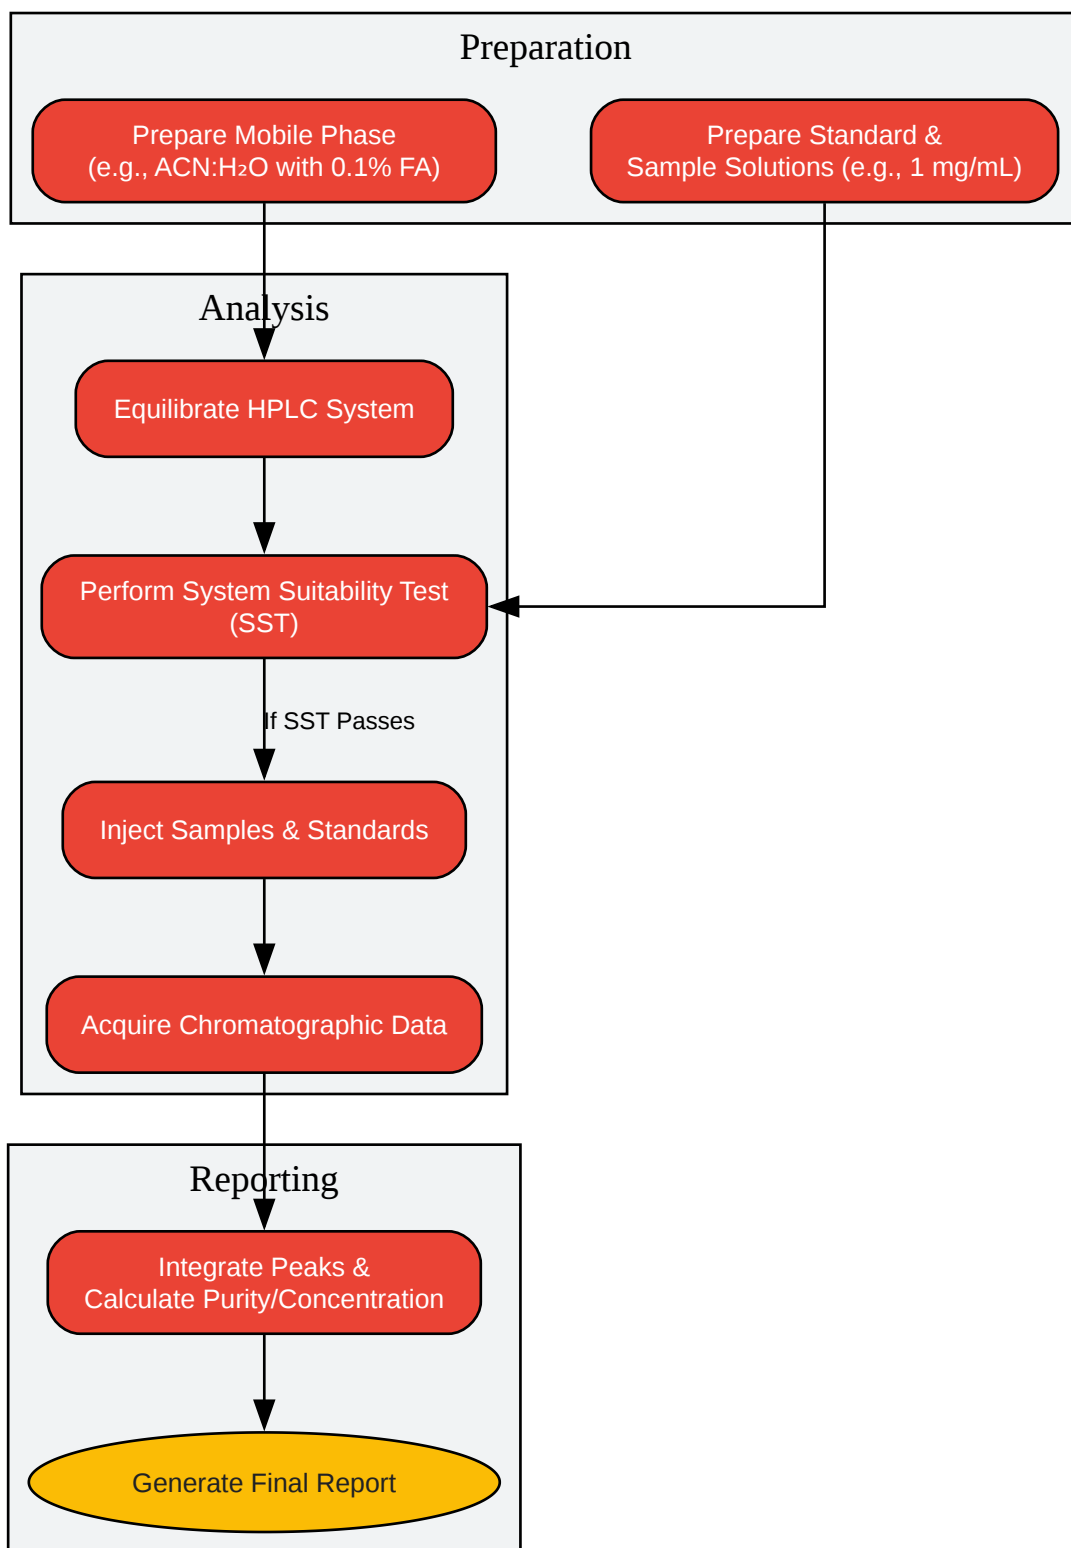 Preparation
Prepare Mobile Phase
(e.g., ACN:H₂O with 0.1% FA)
Prepare Standard &
Sample Solutions (e.g., 1 mg/mL)
Analysis
Equilibrate HPLC System
Perform System Suitability Test
(SST)
If SST Passes
Inject Samples & Standards
Acquire Chromatographic Data
Reporting
Integrate Peaks &
Calculate Purity/Concentration
Generate Final Report